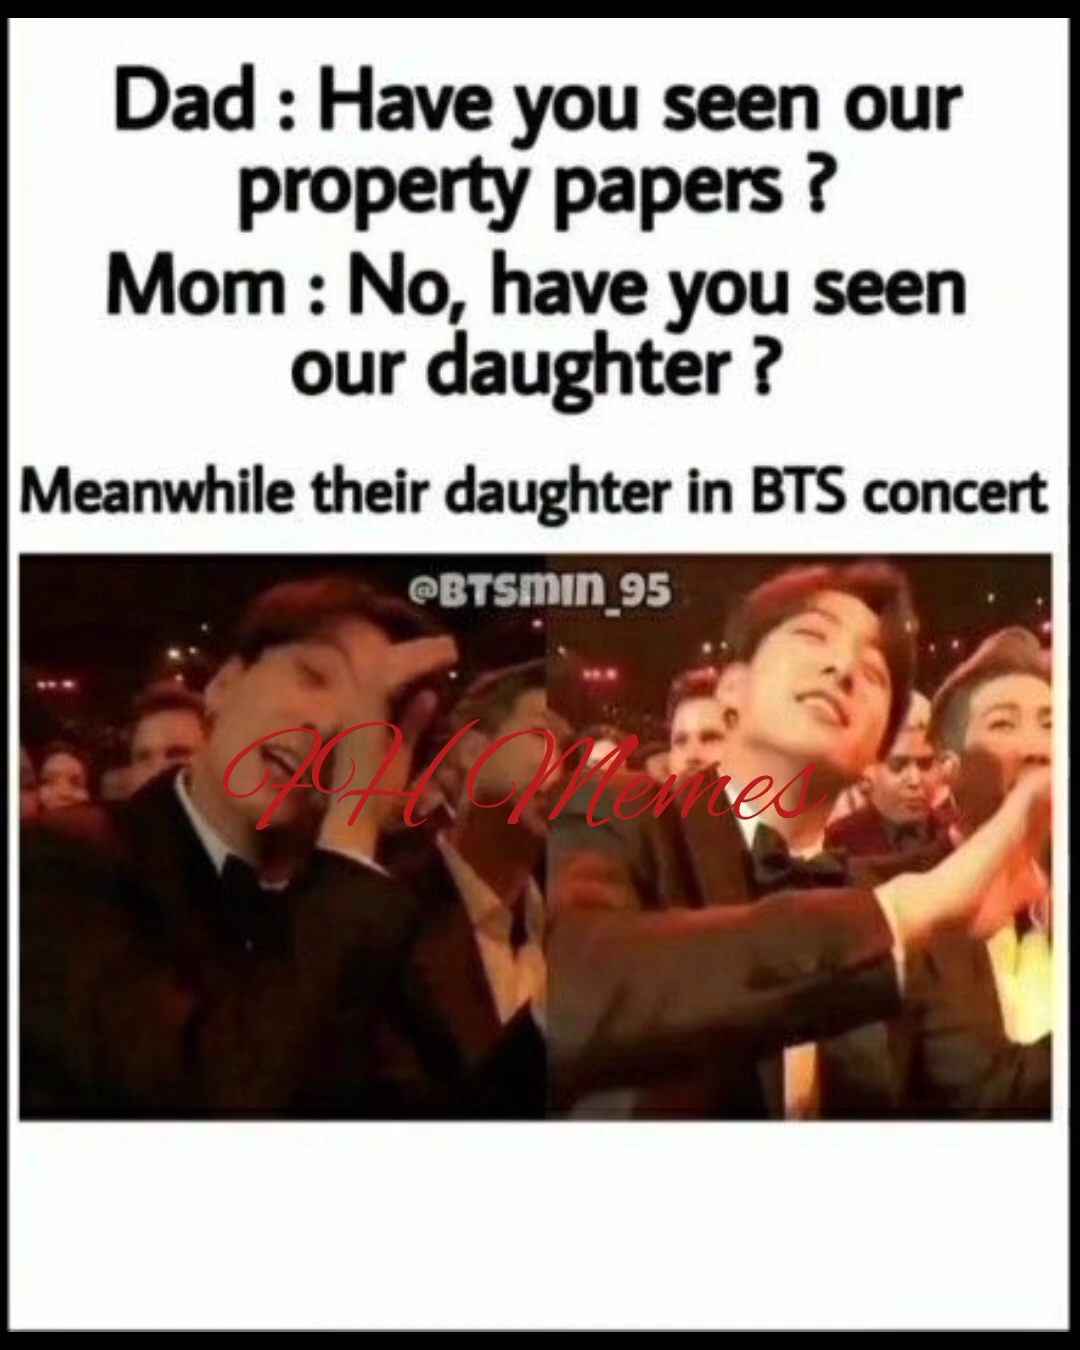 Dad : Have you seen our
property papers ?
Mom : No, have you seen
our daughter ?
Meanwhile their daughter in BTS concert
@BTSmin_95
FH Memes